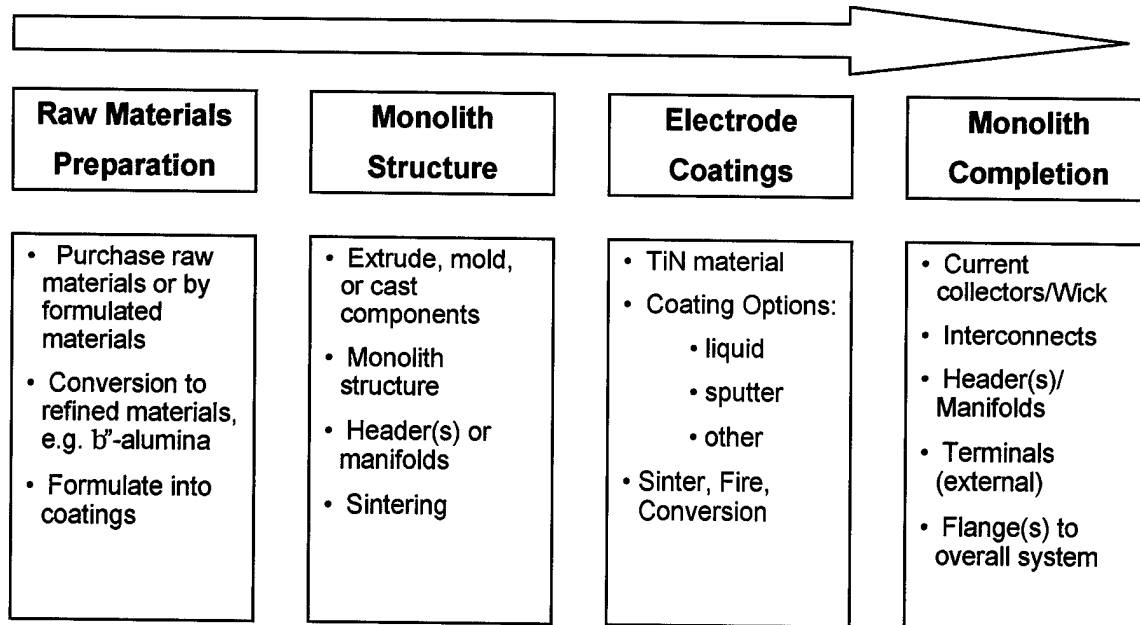 Raw Materials
Preparation
Monolith
Structure
Electrode
Coatings
Monolith
Completion
• Purchase raw
materials or by
formulated
materials
• Conversion to
refined materials,
e.g. b"-alumina
• Formulate into
coatings
• Extrude, mold,
or cast
components
• Monolith
structure
• Header(s) or
manifolds
• Sintering
• TiN material
• Coating Options:
• liquid
• sputter
• other
• Sinter, Fire,
Conversion
• Current
collectors/Wick
• Interconnects
• Header(s)/
Manifolds
• Terminals
(external)
• Flange(s) to
overall system